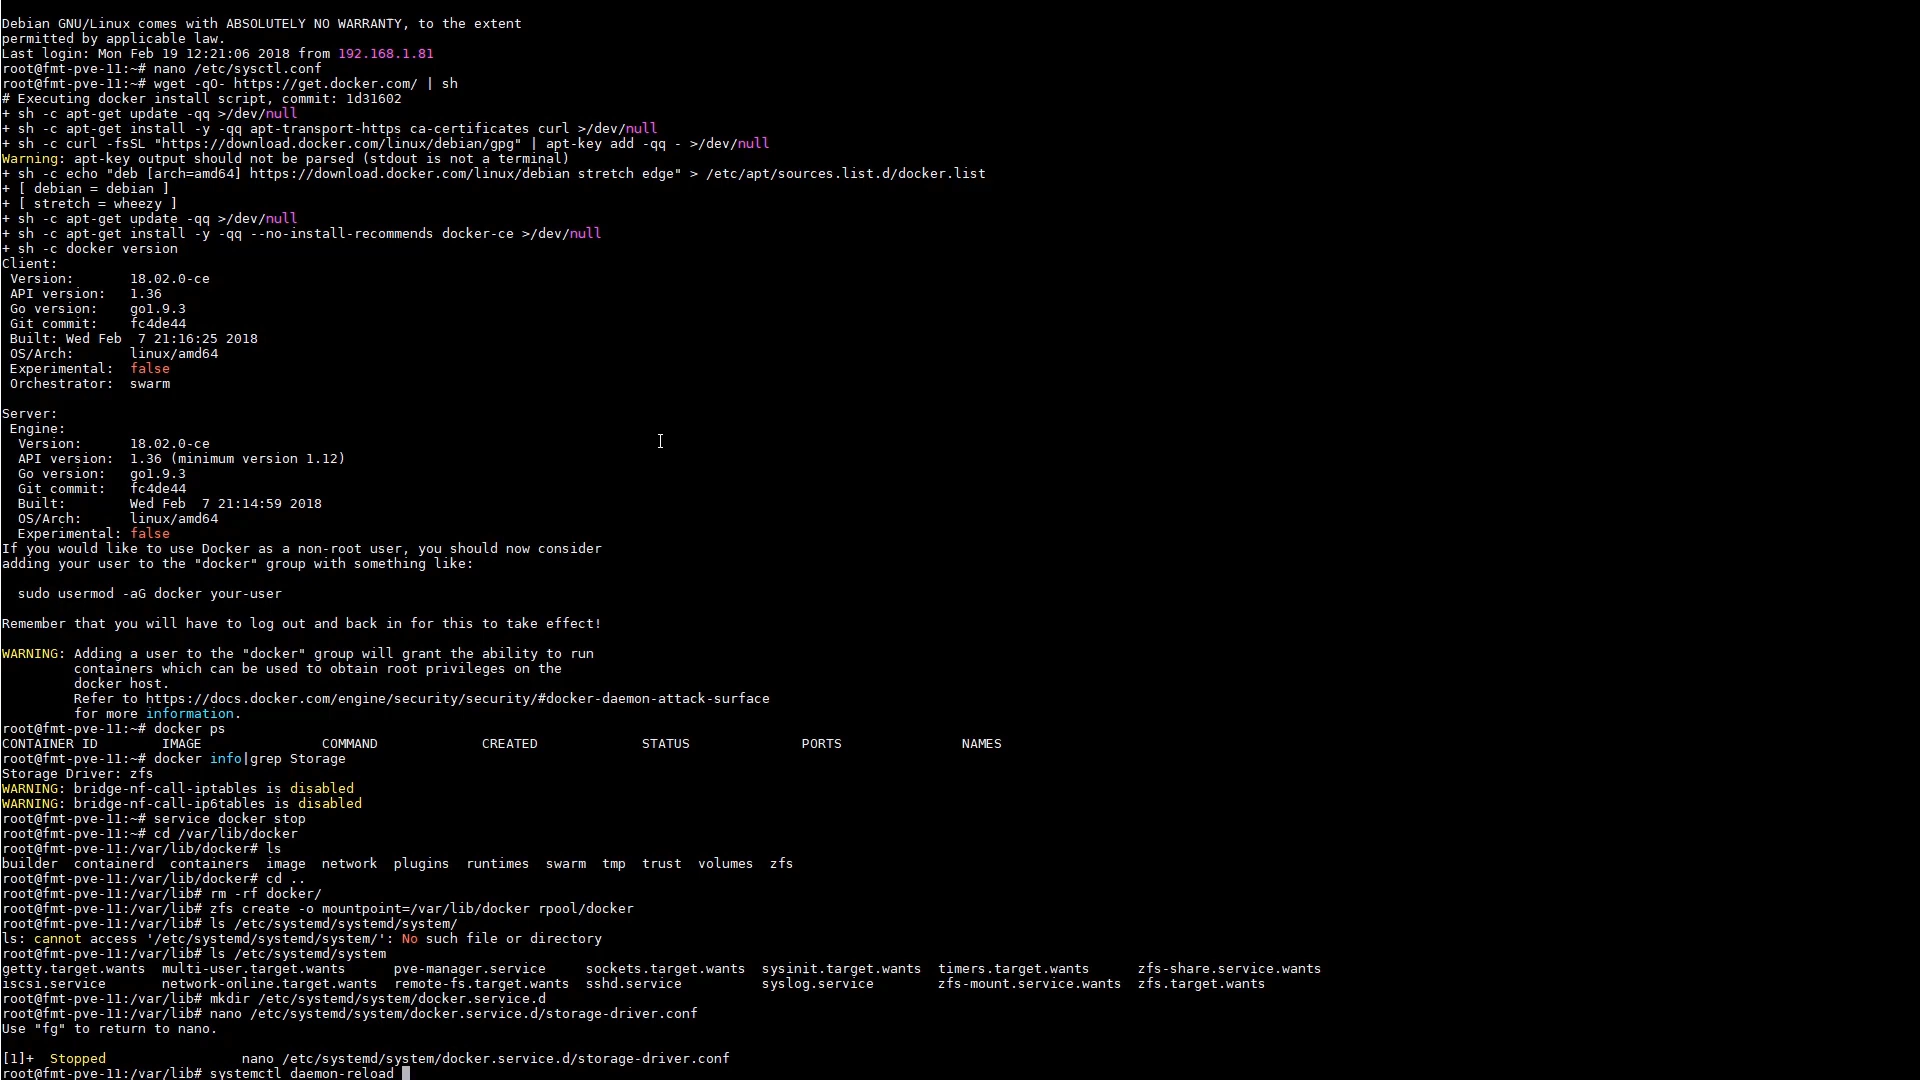 Debian GNU/Linux comes with ABSOLUTELY NO WARRANTY, to the extent
permitted by applicable law.
Last login: Mon Feb 19 12:21:06 2018 from 192.168.1.81
root@fmt-pve-11:~# nano /etc/sysctl.conf
root@fmt-pve-11:~# wget -qO- https://get.docker.com/ | sh
# Executing docker install script, commit: 1d31602
+ sh -c apt-get update -qq >/dev/null
+ sh -c apt-get install -y -qq apt-transport-https ca-certificates curl >/dev/null
+ sh -c curl -fsSL "https://download.docker.com/linux/debian/gpg" | apt-key add -qq - >/dev/null
Warning: apt-key output should not be parsed (stdout is not a terminal)
+ sh -c echo "deb [arch=amd64] https://download.docker.com/linux/debian stretch edge" > /etc/apt/sources.list.d/docker.list
+ [ debian = debian ]
+ [ stretch = wheezy ]
+ sh -c apt-get update -qq >/dev/null
+ sh -c apt-get install -y -qq --no-install-recommends docker-ce >/dev/null
+ sh -c docker version
Client:
 Version:       18.02.0-ce
 API version:   1.36
 Go version:    go1.9.3
 Git commit:    fc4de44
 Built: Wed Feb  7 21:16:25 2018
 OS/Arch:       linux/amd64
 Experimental:  false
 Orchestrator:  swarm

Server:
 Engine:
  Version:      18.02.0-ce
  API version:  1.36 (minimum version 1.12)
  Go version:   go1.9.3
  Git commit:   fc4de44
  Built:        Wed Feb  7 21:14:59 2018
  OS/Arch:      linux/amd64
  Experimental: false
If you would like to use Docker as a non-root user, you should now consider
adding your user to the "docker" group with something like:

  sudo usermod -aG docker your-user

Remember that you will have to log out and back in for this to take effect!

WARNING: Adding a user to the "docker" group will grant the ability to run
         containers which can be used to obtain root privileges on the
         docker host.
         Refer to https://docs.docker.com/engine/security/security/#docker-daemon-attack-surface
         for more information.
root@fmt-pve-11:~# docker ps
CONTAINER ID        IMAGE               COMMAND             CREATED             STATUS              PORTS               NAMES
root@fmt-pve-11:~# docker info|grep Storage
Storage Driver: zfs
WARNING: bridge-nf-call-iptables is disabled
WARNING: bridge-nf-call-ip6tables is disabled
root@fmt-pve-11:~# service docker stop
root@fmt-pve-11:~# cd /var/lib/docker
root@fmt-pve-11:/var/lib/docker# ls
builder  containerd  containers  image  network  plugins  runtimes  swarm  tmp  trust  volumes  zfs
root@fmt-pve-11:/var/lib/docker# cd ..
root@fmt-pve-11:/var/lib# rm -rf docker/
root@fmt-pve-11:/var/lib# zfs create -o mountpoint=/var/lib/docker rpool/docker
root@fmt-pve-11:/var/lib# ls /etc/systemd/systemd/system/
ls: cannot access '/etc/systemd/systemd/system/': No such file or directory
root@fmt-pve-11:/var/lib# ls /etc/systemd/system
getty.target.wants  multi-user.target.wants      pve-manager.service     sockets.target.wants  sysinit.target.wants  timers.target.wants      zfs-share.service.wants
iscsi.service       network-online.target.wants  remote-fs.target.wants  sshd.service          syslog.service        zfs-mount.service.wants  zfs.target.wants
root@fmt-pve-11:/var/lib# mkdir /etc/systemd/system/docker.service.d
root@fmt-pve-11:/var/lib# nano /etc/systemd/system/docker.service.d/storage-driver.conf
Use "fg" to return to nano.

[1]+  Stopped                 nano /etc/systemd/system/docker.service.d/storage-driver.conf
root@fmt-pve-11:/var/lib# systemctl daemon-reload